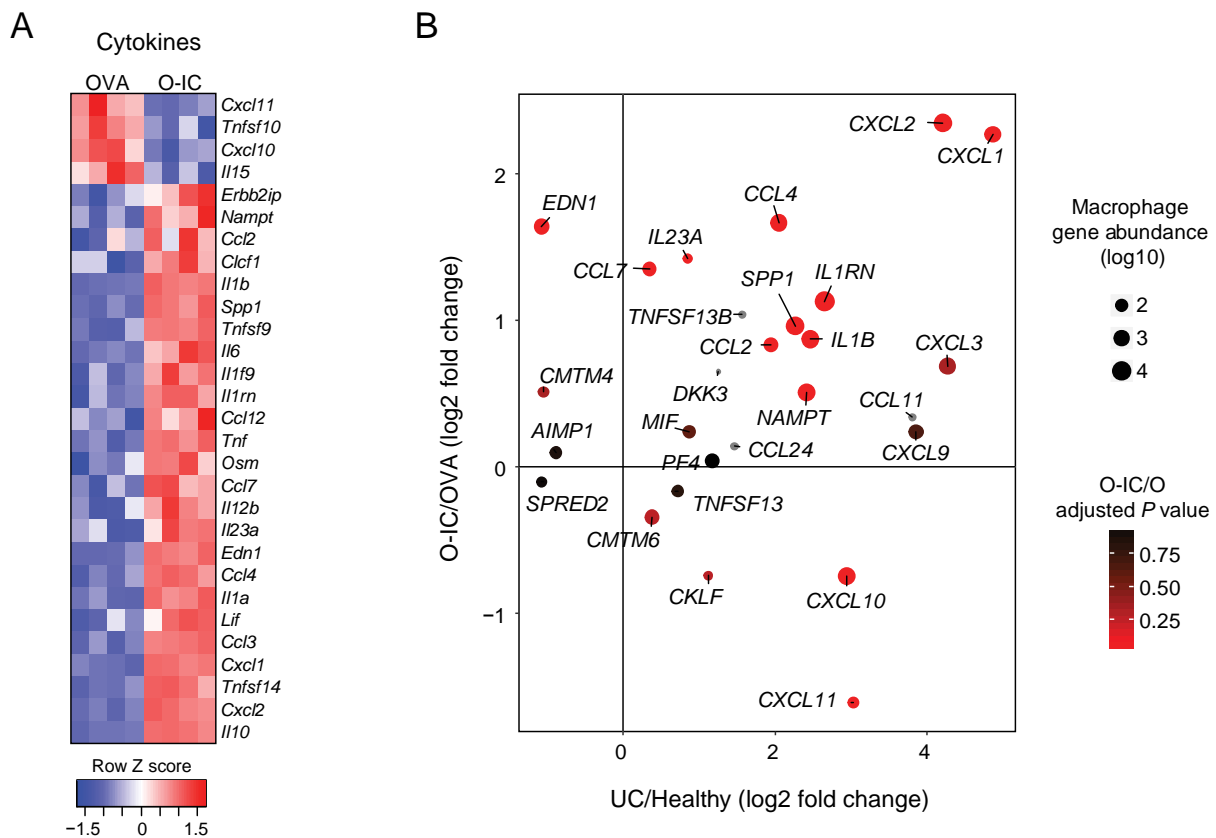 A
Cytokines
OVA O-IC
Cxcl11
Tnfsf10
Cxcl10
Il15
Erbb2ip
Nampt
Ccl2
Clcf1
Il1b
Spp1
Tnfsf9
Il6
Il1f9
Il1rn
Ccl12
Tnf
Osm
Ccl7
Il12b
Il23a
Edn1
Ccl4
Il1a
Lif
Ccl3
Cxcl1
Tnfsf14
Cxcl2
Il10
Row Z score
−1.5 0 1.5
B
O-IC/OVA (log2 fold change)
2
1
0
−1
CXCL2
CXCL1
EDN1
CCL4
IL23A
CCL7
SPP1
IL1RN
TNFSF13B
CCL2
IL1B
CXCL3
CMTM4
DKK3
NAMPT
CCL11
MIF
AIMP1
CCL24
CXCL9
PF4
SPRED2
TNFSF13
CMTM6
CKLF
CXCL10
CXCL11
0 2 4
UC/Healthy (log2 fold change)
Macrophage
gene abundance
(log10)
2
3
4
O-IC/O
adjusted P value
0.75
0.50
0.25